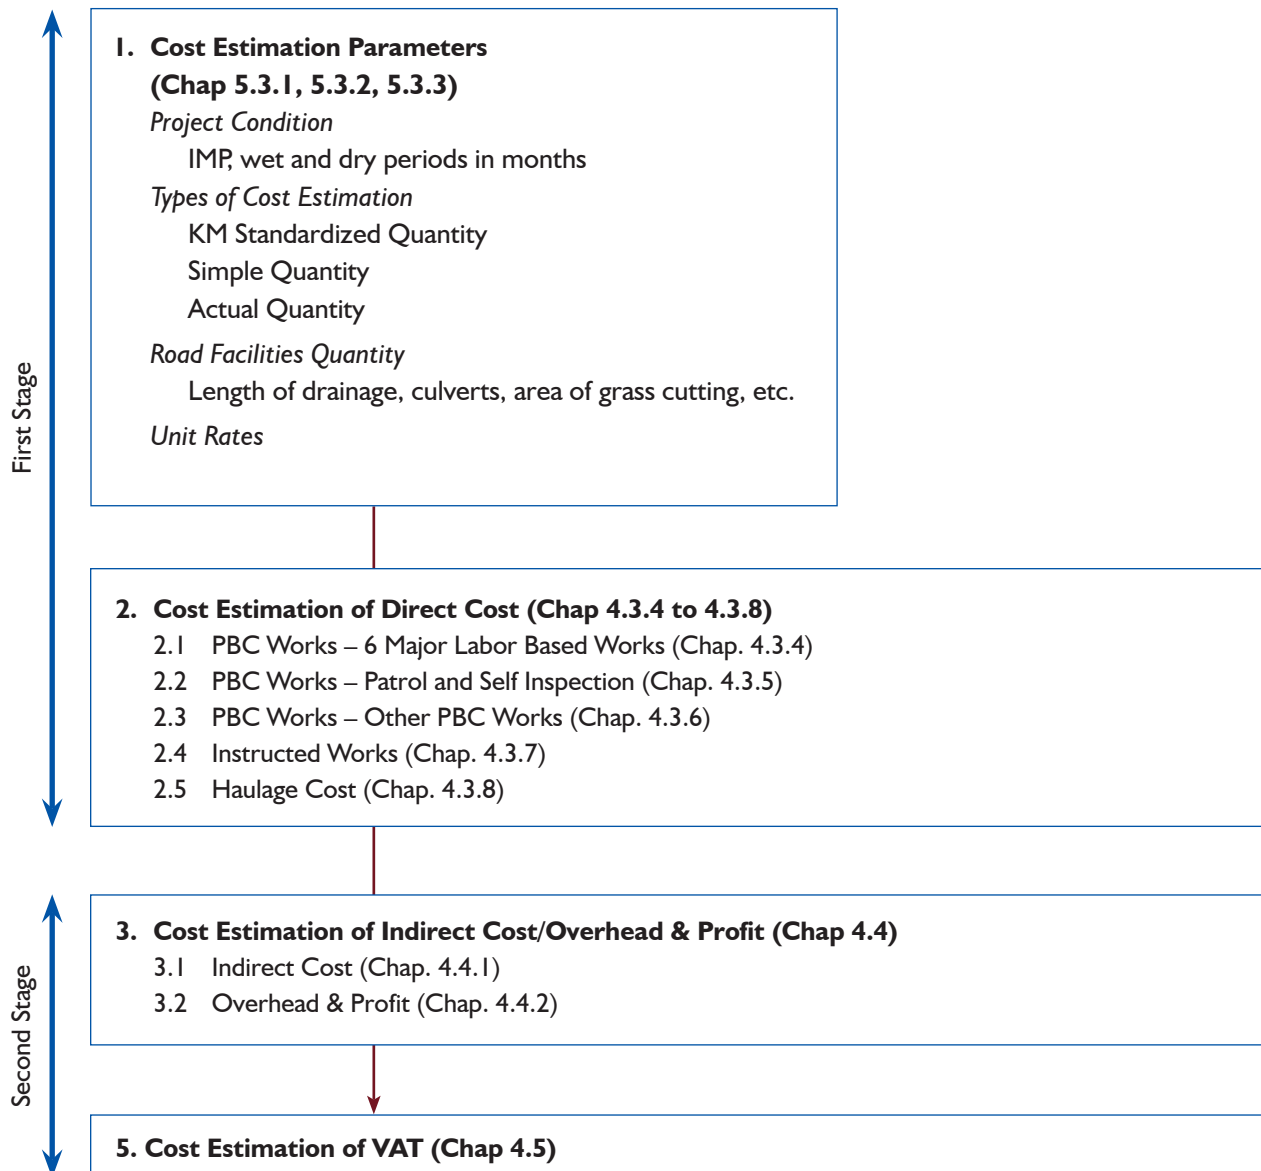 1. Cost Estimation Parameters
(Chap 5.3.1, 5.3.2, 5.3.3)
Project Condition
IMP, wet and dry periods in months
Types of Cost Estimation
KM Standardized Quantity
Simple Quantity
Actual Quantity
Road Facilities Quantity
Length of drainage, culverts, area of grass cutting, etc.
Unit Rates
First Stage
2. Cost Estimation of Direct Cost (Chap 4.3.4 to 4.3.8)
2.1 PBC Works – 6 Major Labor Based Works (Chap. 4.3.4)
2.2 PBC Works – Patrol and Self Inspection (Chap. 4.3.5)
2.3 PBC Works – Other PBC Works (Chap. 4.3.6)
2.4 Instructed Works (Chap. 4.3.7)
2.5 Haulage Cost (Chap. 4.3.8)
3. Cost Estimation of Indirect Cost/Overhead & Profit (Chap 4.4)
3.1 Indirect Cost (Chap. 4.4.1)
3.2 Overhead & Profit (Chap. 4.4.2)
Second Stage
5. Cost Estimation of VAT (Chap 4.5)